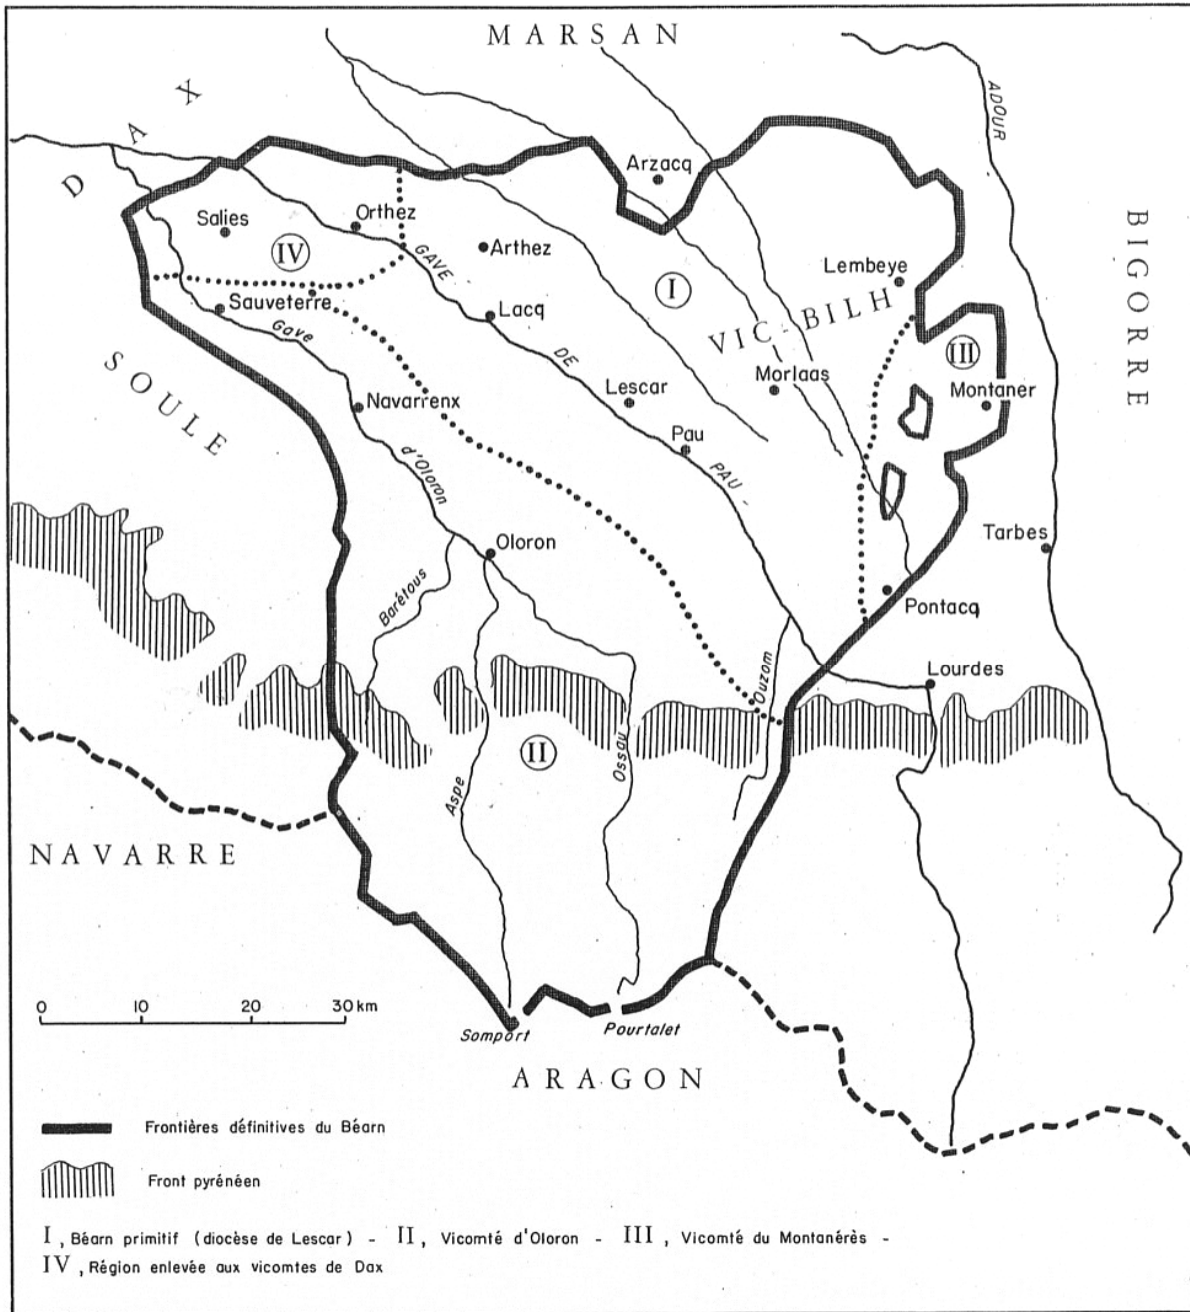 MARSAN
DAX
ADOUR
Arzacq
Salies
Orthez
IV
Arthez
GAVE
BIGORRE
Lembeye
I
Sauveterre
Lacq
VIC-BILH
Gave
III
DE
Morlaas
Montaner
SOULE
Lescar
Navarrenx
Pau
PAU -
d'Oloron
Oloron
Tarbes
Barétous
Pontacq
Ouzom
Lourdes
II
Ossau
Aspe
NAVARRE
0 10 20 30 km
Somport
Pourtalet
ARAGON
Frontières définitives du Béarn
Front pyrénéen
I , Béarn primitif (diocèse de Lescar) - II , Vicomté d'Oloron - III , Vicomté du Montanérès -
IV , Région enlevée aux vicomtes de Dax